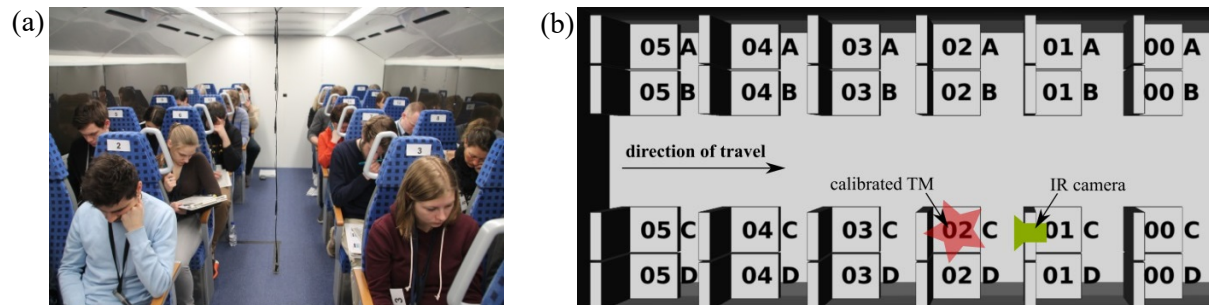 (a)
2
3
3
(b)
05 A 04 A 03 A 02 A 01 A 00 A
05 B 04 B 03 B 02 B 01 B 00 B
direction of travel
calibrated TM IR camera
05 C 04 C 03 C 02 C 01 C 00 C
05 D 04 D 03 D 02 D 01 D 00 D